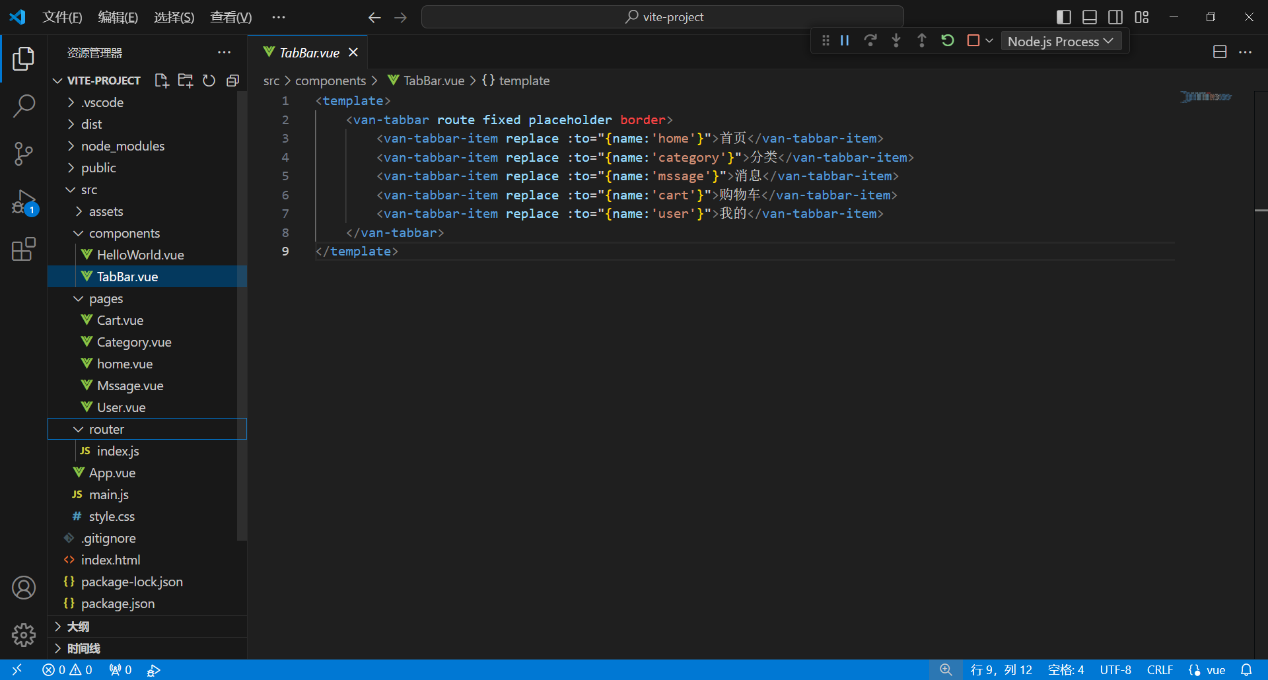 文件(F) 编辑(E) 选择(S) 查看(V) ··· vite-project
资源管理器 ···
VITE-PROJECT
.vscode
dist
node_modules
public
src
assets
components
HelloWorld.vue
TabBar.vue
pages
Cart.vue
Category.vue
home.vue
Mssage.vue
User.vue
router
JS index.js
App.vue
JS main.js
# style.css
.gitignore
<> index.html
{} package-lock.json
{} package.json
大纲
时间线
1
TabBar.vue
Node.js Process
src > components > TabBar.vue > {} template
1 <template>
2 <van-tabbar route fixed placeholder border>
3 <van-tabbar-item replace :to="{name:'home'}">首页</van-tabbar-item>
4 <van-tabbar-item replace :to="{name:'category'}">分类</van-tabbar-item>
5 <van-tabbar-item replace :to="{name:'mssage'}">消息</van-tabbar-item>
6 <van-tabbar-item replace :to="{name:'cart'}">购物车</van-tabbar-item>
7 <van-tabbar-item replace :to="{name:'user'}">我的</van-tabbar-item>
8 </van-tabbar>
9 </template>
0 0 0 行 9，列 12 空格: 4 UTF-8 CRLF vue